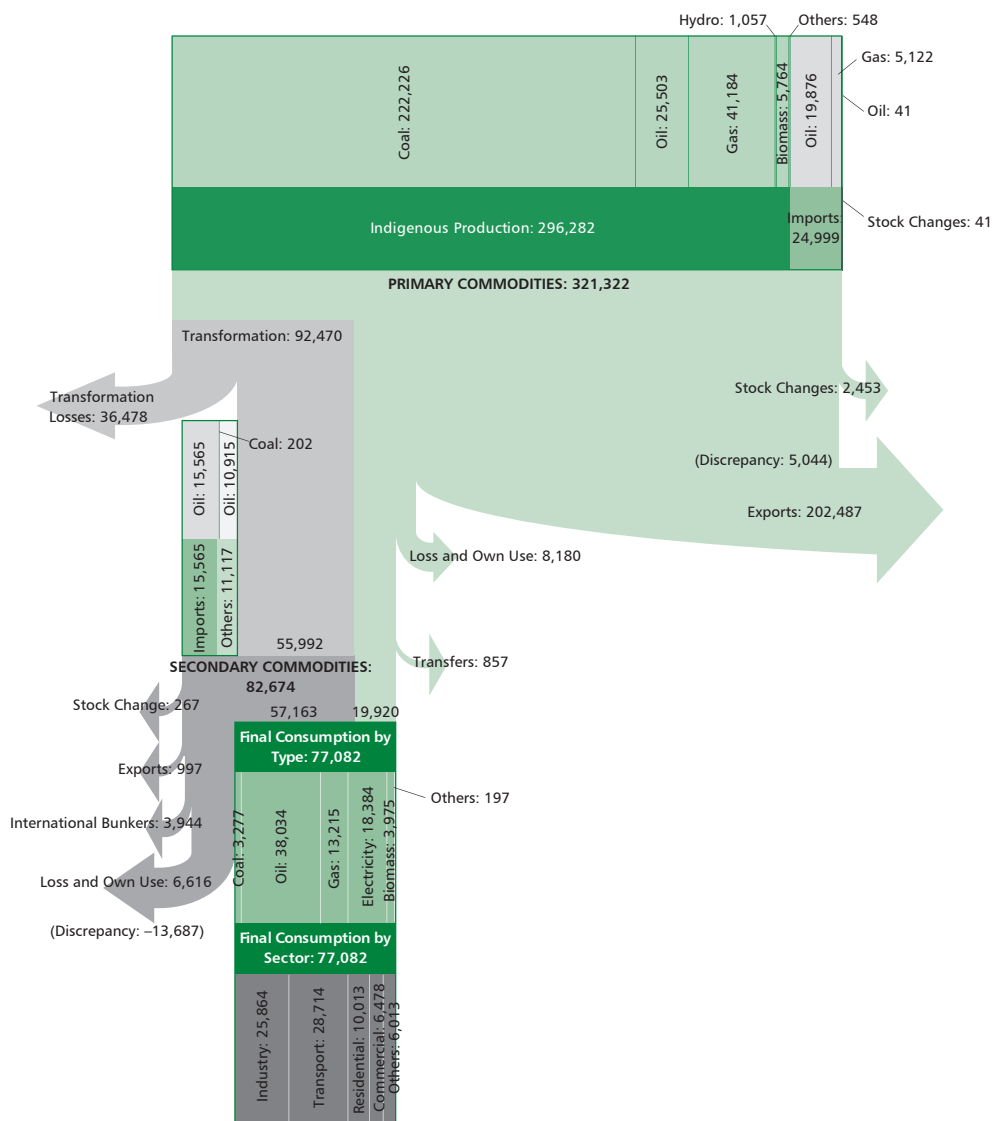 Hydro: 1,057
Others: 548
Gas: 5,122
Oil: 41
Coal: 222,226
Oil: 25,503
Gas: 41,184
Biomass: 5,764
Oil: 19,876
Indigenous Production: 296,282
Imports:
24,999
Stock Changes: 41
PRIMARY COMMODITIES: 321,322
Transformation: 92,470
Transformation
Losses: 36,478
Stock Changes: 2,453
Oil: 15,565
Oil: 10,915
Coal: 202
(Discrepancy: 5,044)
Exports: 202,487
Imports: 15,565
Others: 11,117
Loss and Own Use: 8,180
55,992
Transfers: 857
SECONDARY COMMODITIES:
82,674
Stock Change: 267
57,163
19,920
Final Consumption by
Type: 77,082
Exports: 997
Others: 197
International Bunkers: 3,944
Coal: 3,277
Oil: 38,034
Gas: 13,215
Electricity: 18,384
Biomass: 3,975
Loss and Own Use: 6,616
(Discrepancy: –13,687)
Final Consumption by
Sector: 77,082
Industry: 25,864
Transport: 28,714
Residential: 10,013
Commercial: 6,478
Others: 6,013